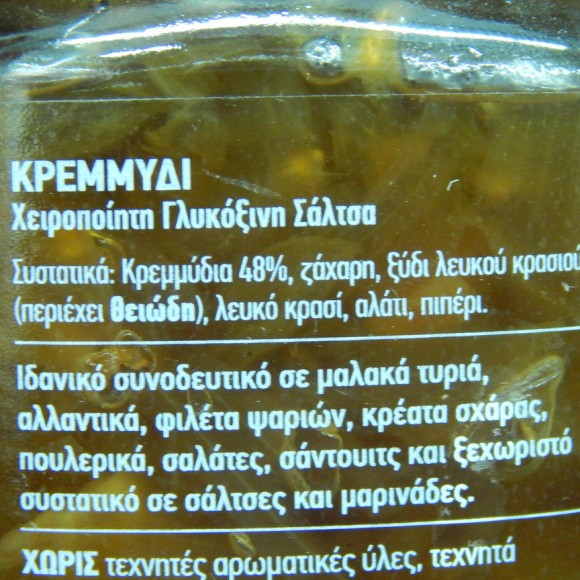 ΚΡΕΜΜΥΔΙ
Χειροποίητη Γλυκόξινη Σάλτσα
Συστατικά: Κρεμμύδια 48%, ζάχαρη, ξύδι λευκού κρασιού
(περιέχει θειώδη), λευκό κρασί, αλάτι, πιπέρι.
Ιδανικό συνοδευτικό σε μαλακά τυριά,
αλλαντικά, φιλέτα ψαριών, κρέατα σχάρας,
πουλερικά, σαλάτες, σάντουιτς και ξεχωριστό
συστατικό σε σάλτσες και μαρινάδες.
ΧΩΡΙΣ τεχνητές αρωματικές ύλες, τεχνητά